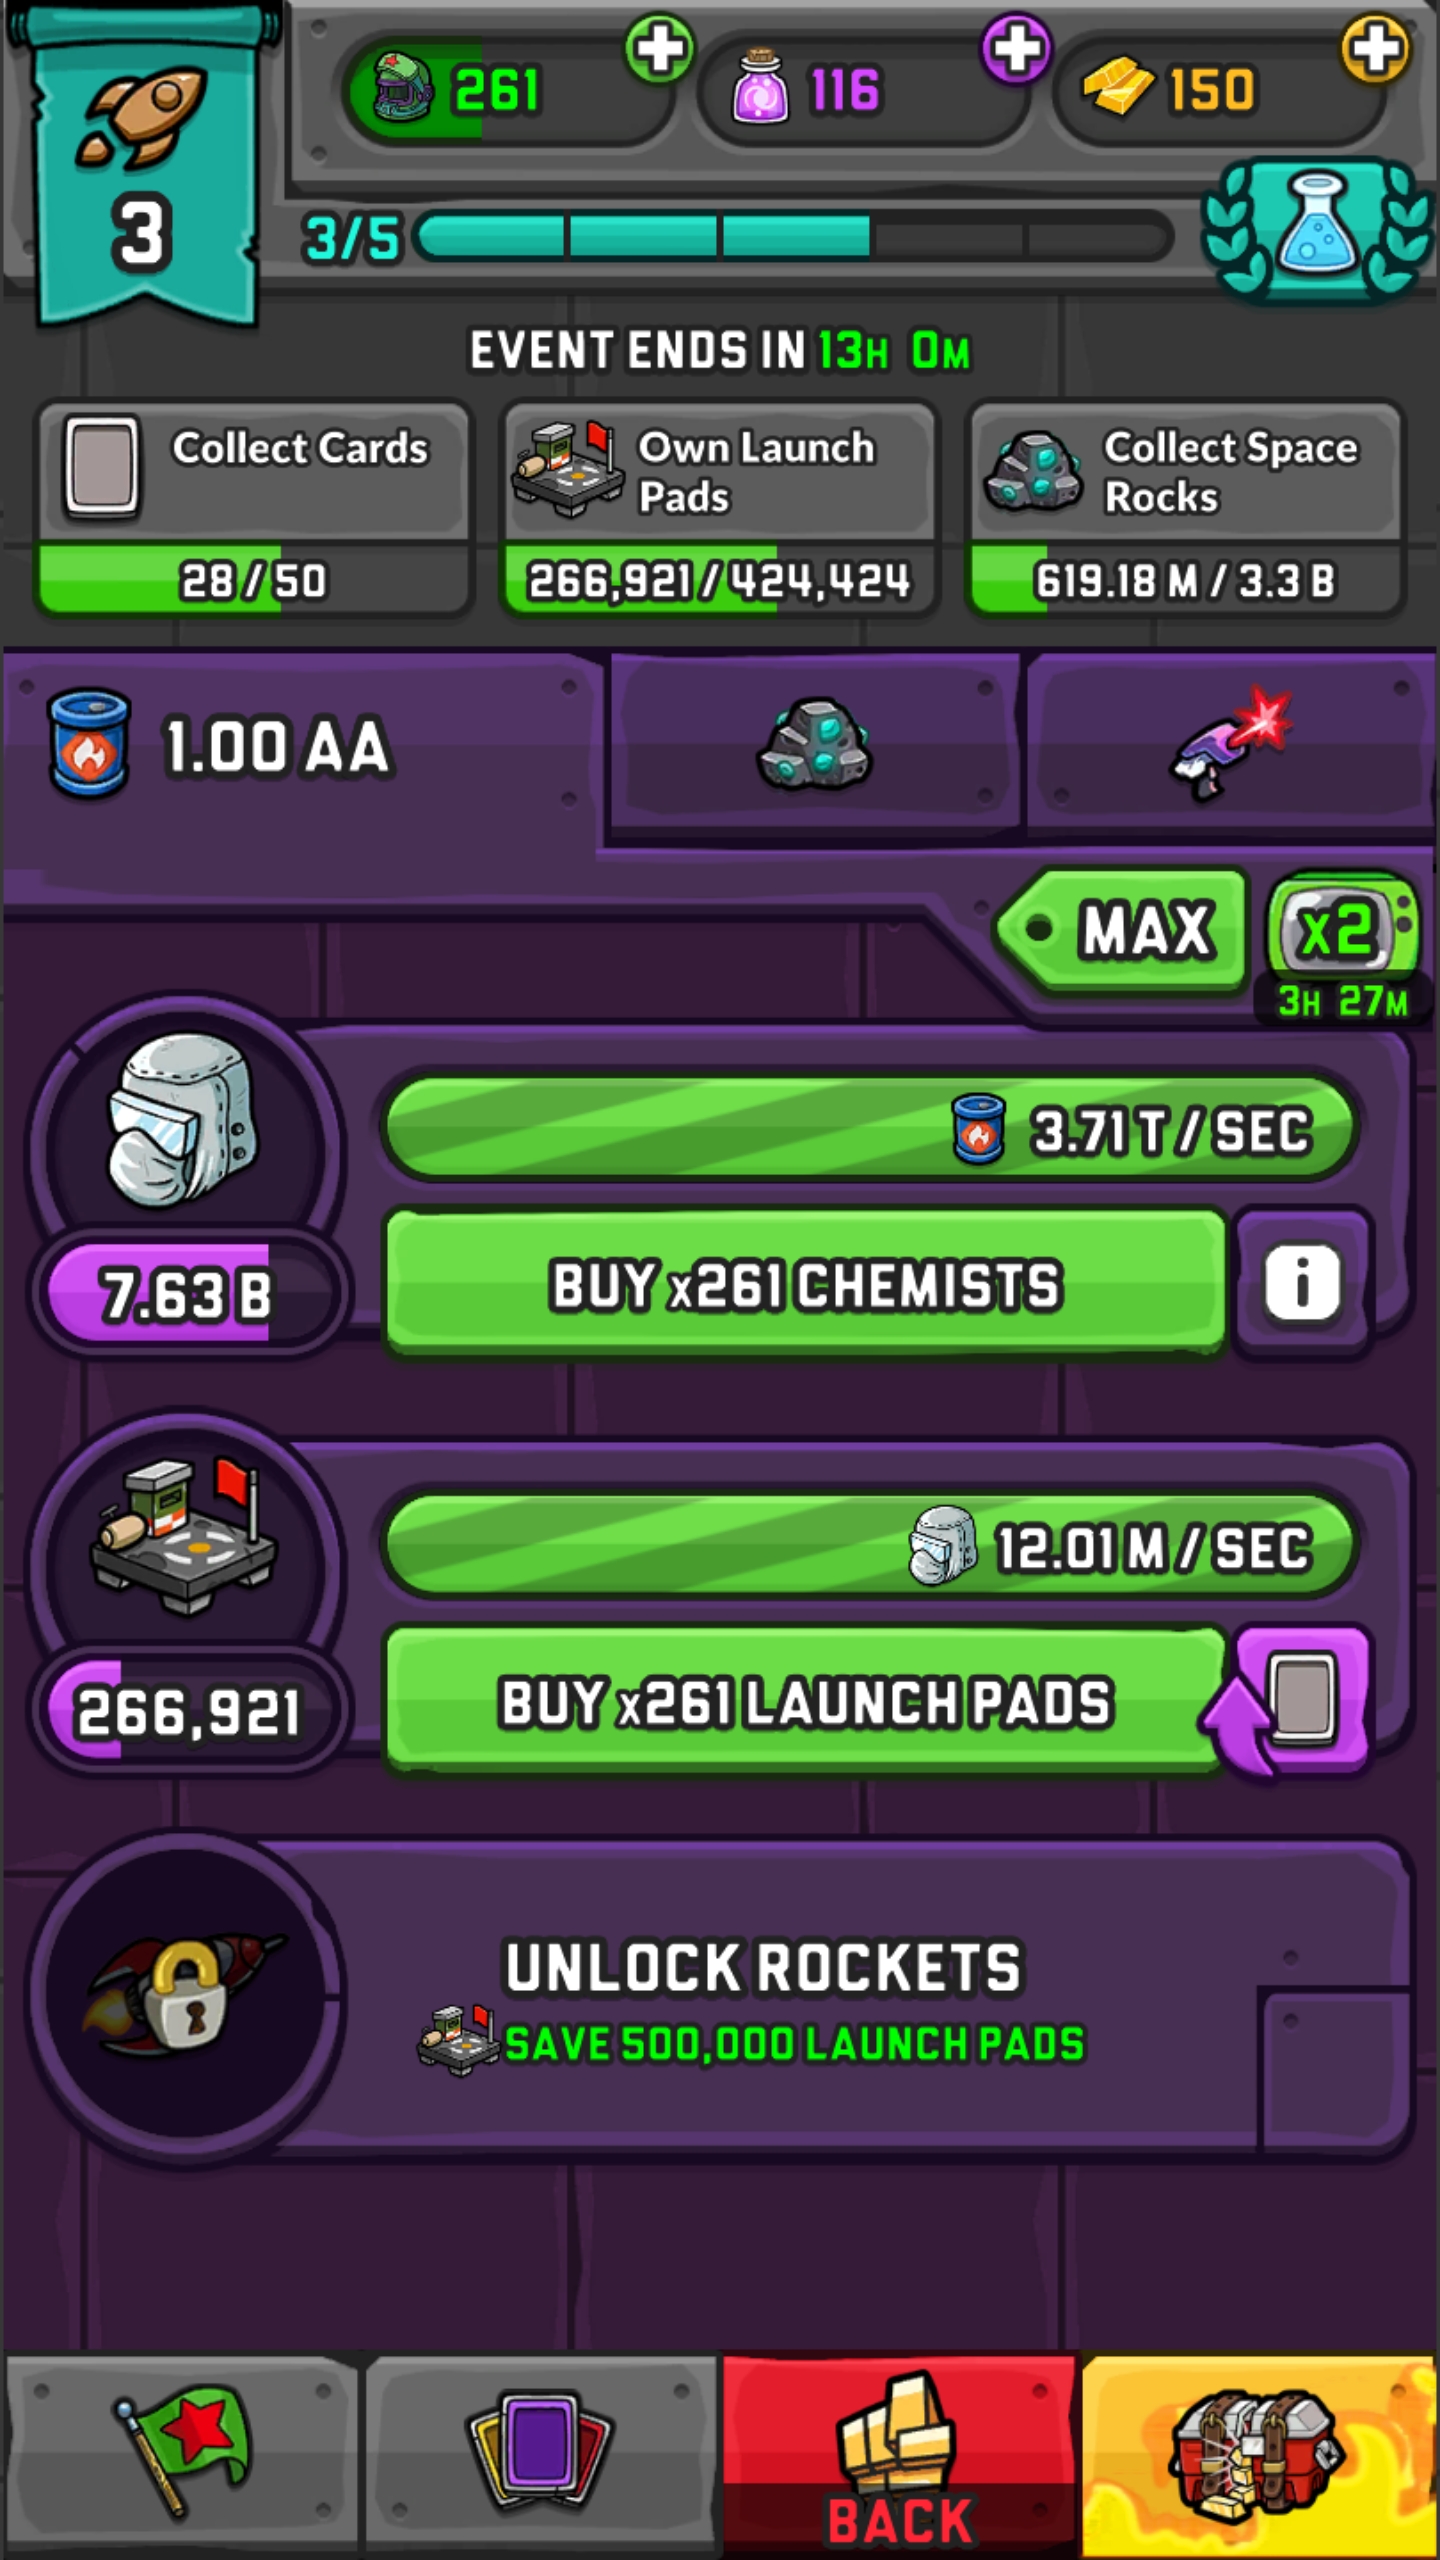 261
116
150
3
3/5
EVENT ENDS IN 13H 0M
Collect Cards
28 / 50
Own Launch
Pads
266,921 / 424,424
Collect Space
Rocks
619.18 M / 3.3 B
1.00 AA
MAX
x2
3H 27M
3.71 T / SEC
7.63 B
BUY x261 CHEMISTS
i
12.01 M / SEC
266,921
BUY x261 LAUNCH PADS
UNLOCK ROCKETS
SAVE 500,000 LAUNCH PADS
BACK